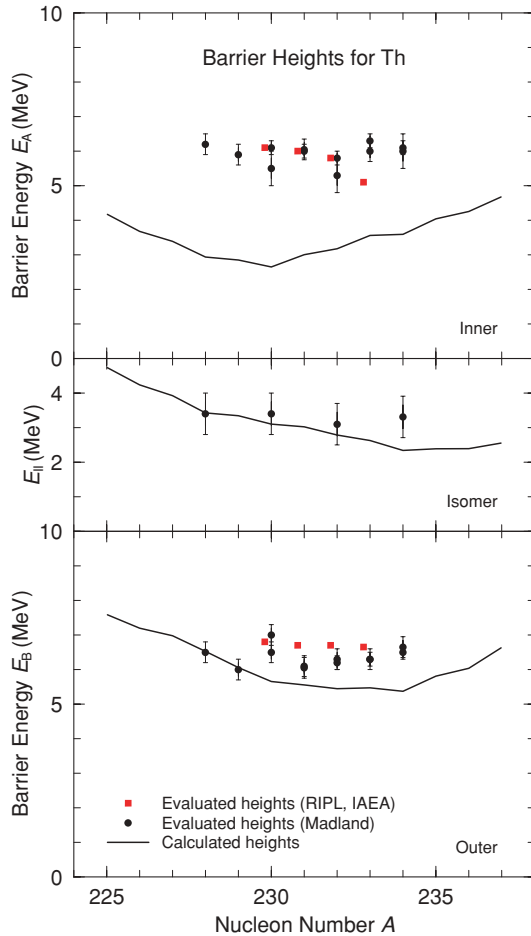 Barrier Heights for Th
Barrier Energy E_A (MeV)
10
5
0
Inner
E_II (MeV)
4
2
Isomer
Barrier Energy E_B (MeV)
10
5
0
Evaluated heights (RIPL, IAEA)
Evaluated heights (Madland)
Calculated heights
Outer
225 230 235
Nucleon Number A